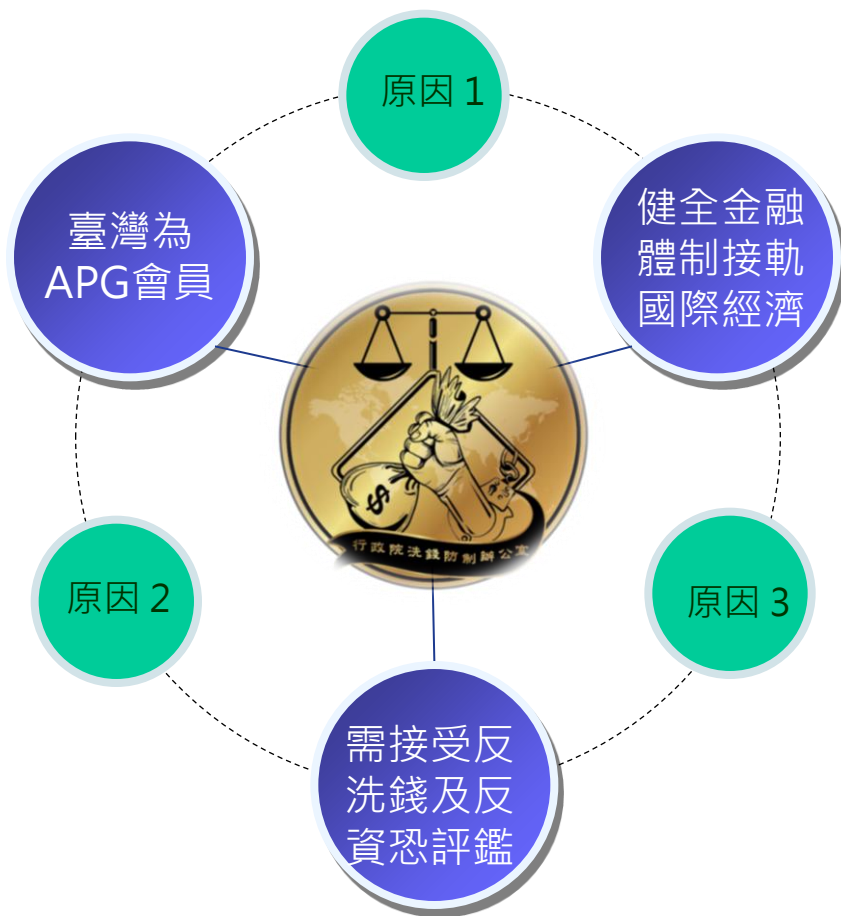 原因 1
臺灣為
APG會員
健全金融
體制接軌
國際經濟
$
行政院洗錢防制辦公室
原因 2
原因 3
需接受反
洗錢及反
資恐評鑑